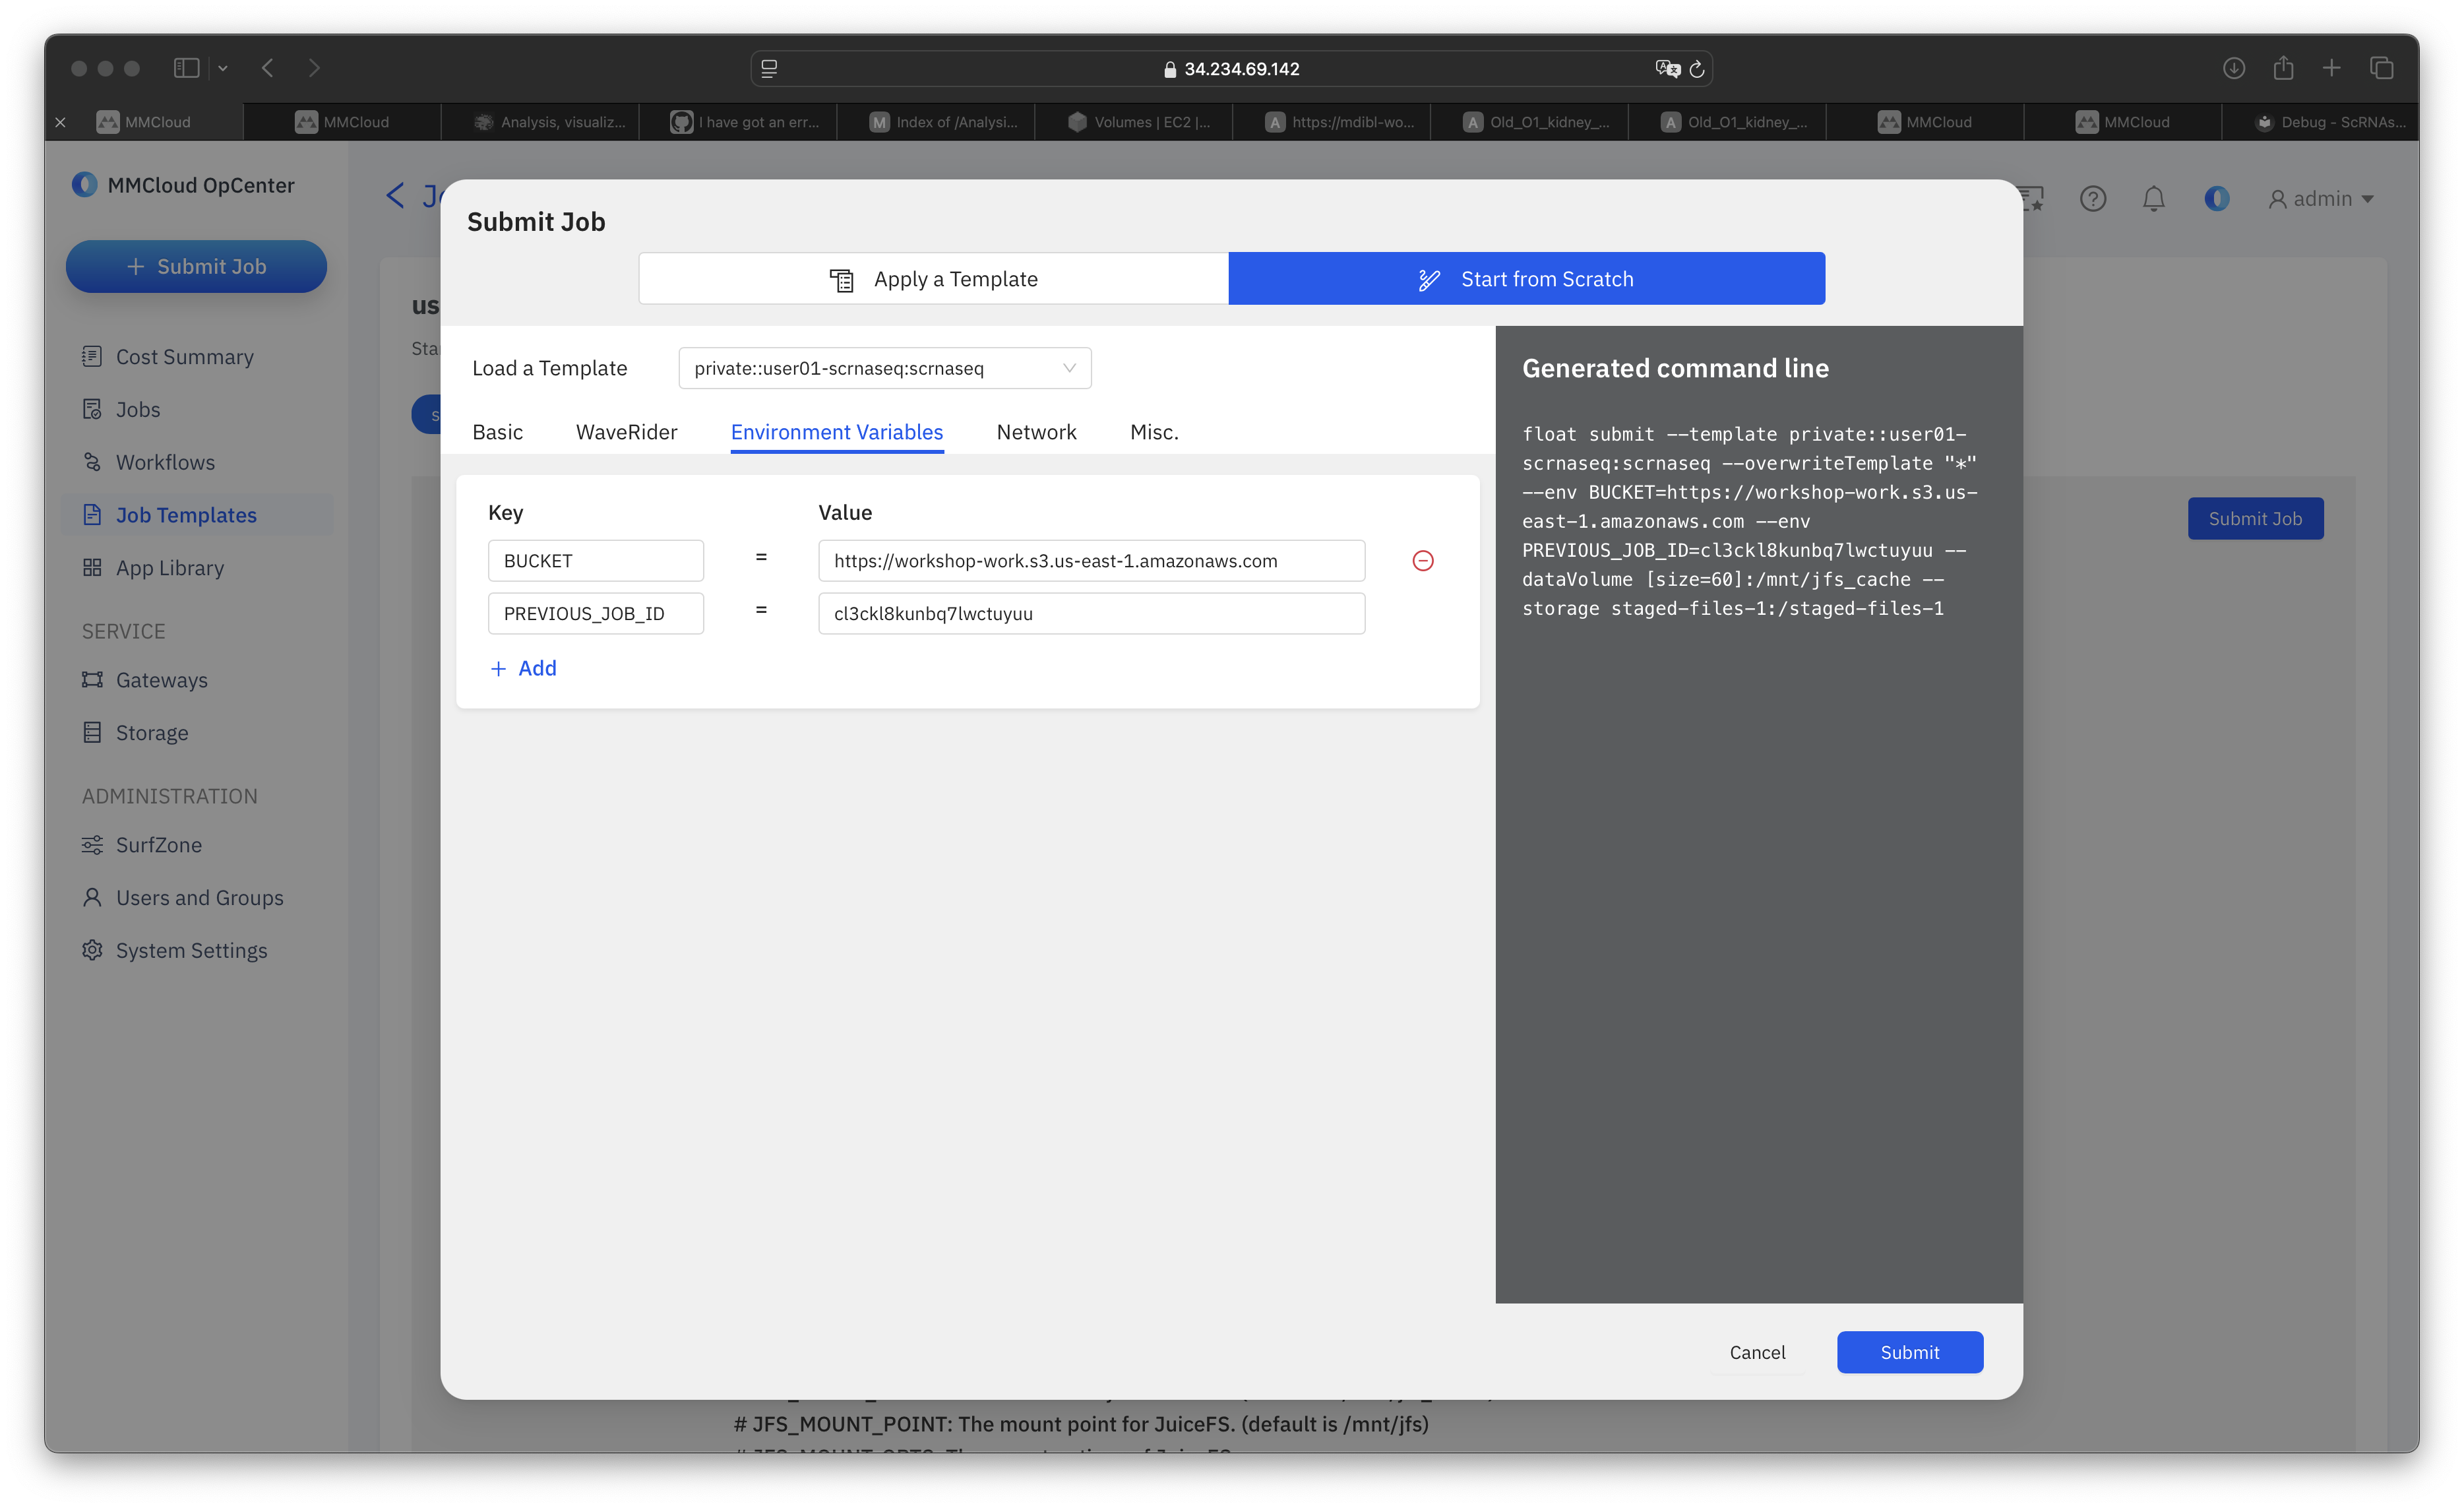 34.234.69.142
MMCloud
MMCloud
Analysis, visualiz...
I have got an err...
Index of /Analysi...
Volumes | EC2 |...
https://mdibl-wo...
Old_O1_kidney_...
Old_O1_kidney_...
MMCloud
MMCloud
Debug - ScRNAs...
MMCloud OpCenter
Submit Job
Cost Summary
Jobs
Workflows
Job Templates
App Library
SERVICE
Gateways
Storage
ADMINISTRATION
SurfZone
Users and Groups
System Settings
admin
Submit Job
Submit Job
Apply a Template
Start from Scratch
Load a Template
private::user01-scrnaseq:scrnaseq
Basic
WaveRider
Environment Variables
Network
Misc.
Key
Value
BUCKET
=
https://workshop-work.s3.us-east-1.amazonaws.com
PREVIOUS_JOB_ID
=
cl3ckl8kunbq7lwctuyuu
+ Add
Generated command line
float submit --template private::user01-
scrnaseq:scrnaseq --overwriteTemplate "*"
--env BUCKET=https://workshop-work.s3.us-
east-1.amazonaws.com --env
PREVIOUS_JOB_ID=cl3ckl8kunbq7lwctuyuu --
dataVolume [size=60]:/mnt/jfs_cache --
storage staged-files-1:/staged-files-1
Cancel
Submit
# JFS_MOUNT_POINT: The mount point for JuiceFS. (default is /mnt/jfs)